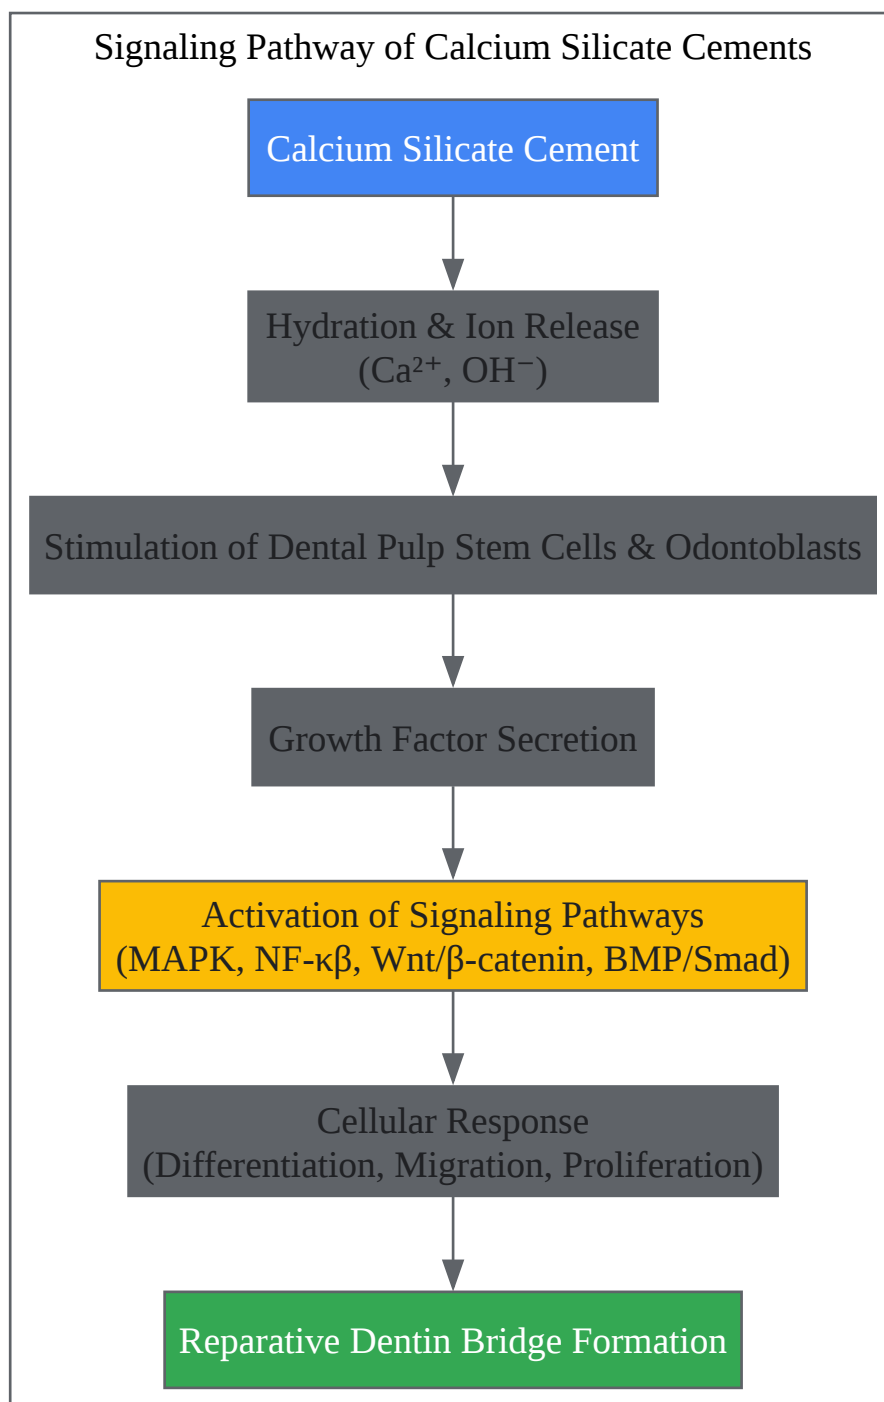 Signaling Pathway of Calcium Silicate Cements
Calcium Silicate Cement
Hydration & Ion Release
(Ca²⁺, OH⁻)
Stimulation of Dental Pulp Stem Cells & Odontoblasts
Growth Factor Secretion
Activation of Signaling Pathways
(MAPK, NF-κβ, Wnt/β-catenin, BMP/Smad)
Cellular Response
(Differentiation, Migration, Proliferation)
Reparative Dentin Bridge Formation